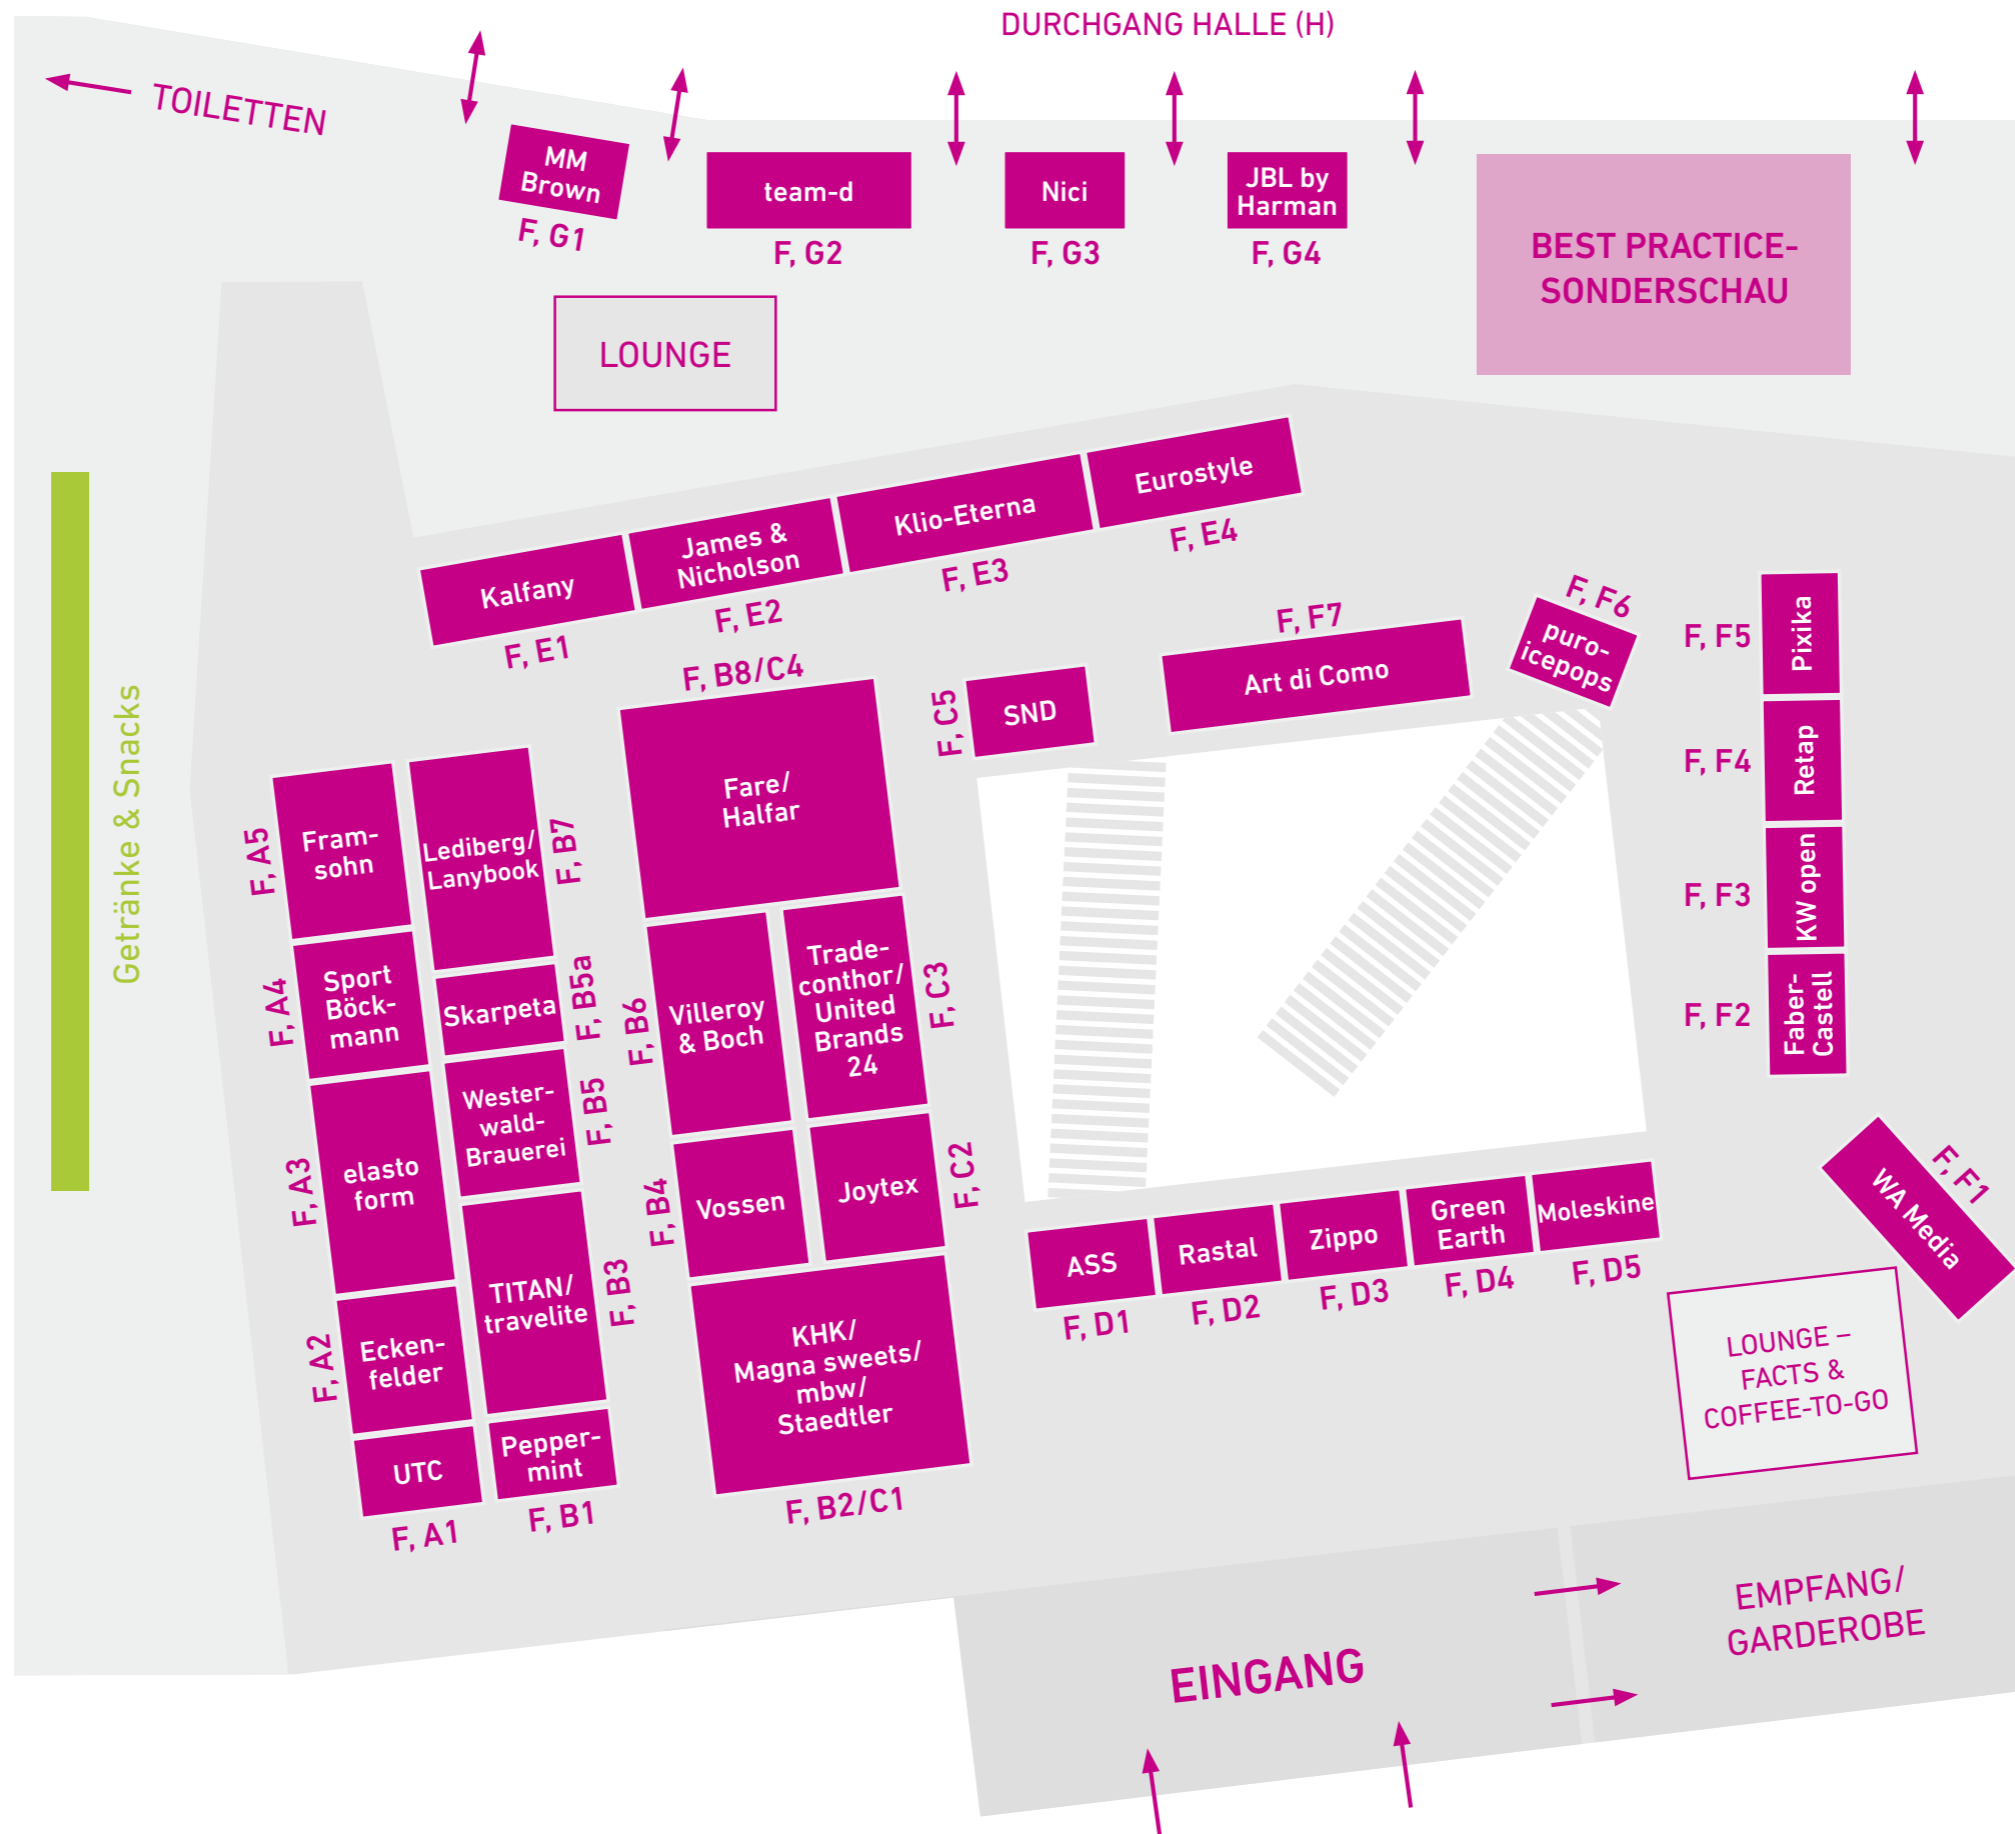 DURCHGANG HALLE (H)
TOILETTEN
MM
Brown
F, G1
team-d
F, G2
Nici
F, G3
JBL by
Harman
F, G4
BEST PRACTICE-
SONDERSCHAU
LOUNGE
Getränke & Snacks
Kalfany
F, E1
James &
Nicholson
F, E2
Klio-Eterna
F, E3
Eurostyle
F, E4
F, B8/C4
Fare/
Halfar
F, C5
SND
F, F7
Art di Como
F, F6
puro-
icepops
F, F5
Pixika
F, F4
Retap
F, F3
KW open
F, F2
Faber-
Castell
F, F1
WA Media
F, A5
Fram-
sohn
Lediberg/
Lanybook
F, B7
F, A4
Sport
Böck-
mann
Skarpeta
F, B5a
F, B6
Villeroy
& Boch
Trade-
conthor/
United
Brands
24
F, C3
Wester-
wald-
Brauerei
F, B5
F, A3
elasto
form
F, B4
Vossen
Joytex
F, C2
TITAN/
travelite
F, B3
F, A2
Ecken-
felder
KHK/
Magna sweets/
mbw/
Staedtler
F, B2/C1
UTC
F, A1
Pepper-
mint
F, B1
ASS
F, D1
Rastal
F, D2
Zippo
F, D3
Green
Earth
F, D4
Moleskine
F, D5
LOUNGE –
FACTS &
COFFEE-TO-GO
EINGANG
EMPFANG/
GARDEROBE